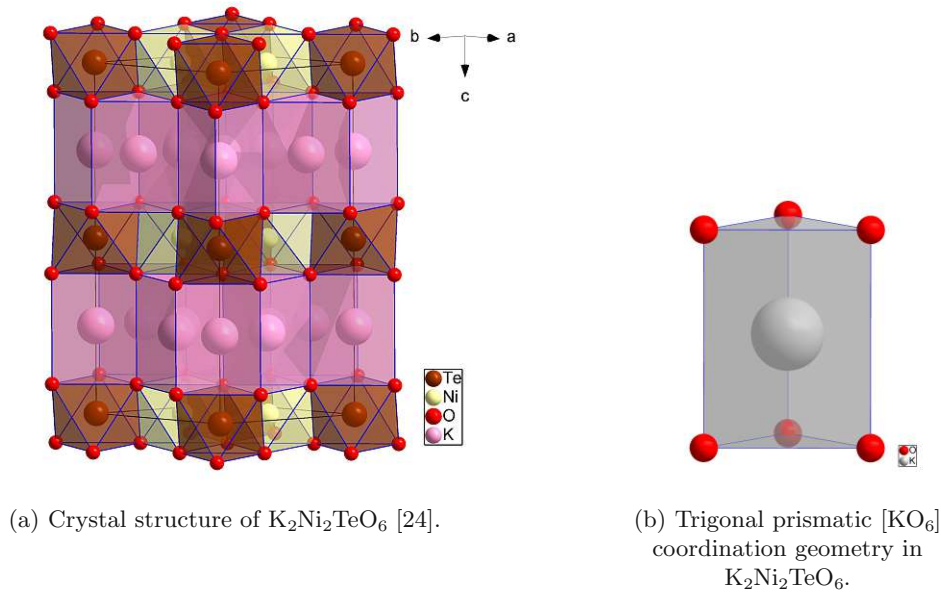 b
a
c
Te
Ni
O
K
O
K
(a) Crystal structure of K₂Ni₂TeO₆ [24].
(b) Trigonal prismatic [KO₆]
coordination geometry in
K₂Ni₂TeO₆.